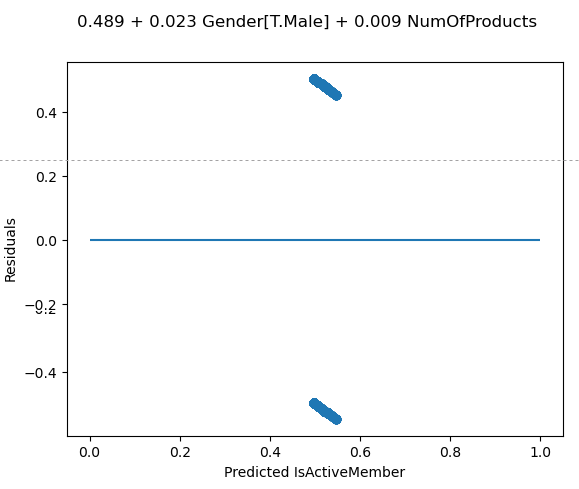 0.489 + 0.023 Gender[T.Male] + 0.009 NumOfProducts
0.4
0.2
0.0
−0.2
−0.4
Residuals
0.0 0.2 0.4 0.6 0.8 1.0
Predicted IsActiveMember